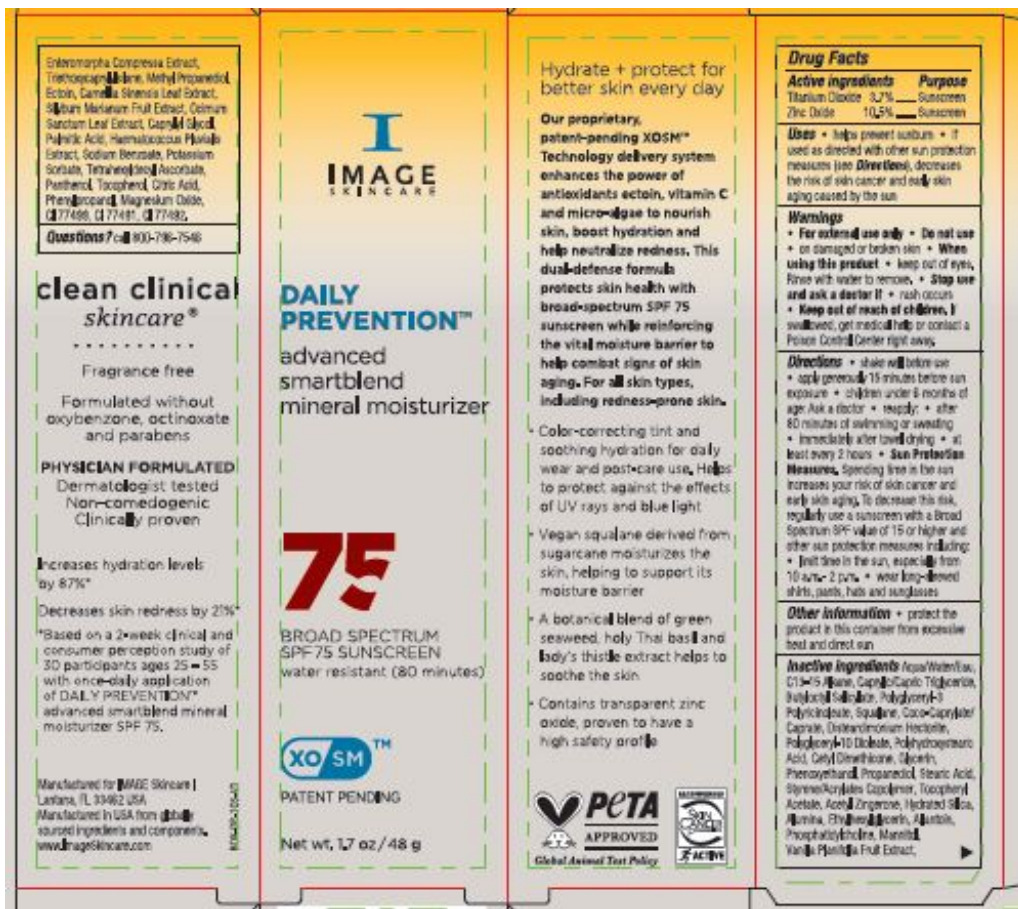 Enteromorpha Compressa Extract,
Triethoxycaprylylsilane, Methyl Propanediol,
Ectoin, Camellia Sinensis Leaf Extract,
Silybum Marianum Fruit Extract, Ocimum
Sanctum Leaf Extract, Caprylyl Glycol,
Palmitic Acid, Haematococcus Pluvialis
Extract, Sodium Benzoate, Potassium
Sorbate, Tetrahexyldecyl Ascorbate,
Panthenol, Tocopherol, Citric Acid,
Phenylpropanol, Magnesium Oxide,
CI 77499, CI 77491, CI 77492.
Questions? call 800-796-7546
clean clinical
skincare®
Fragrance free
Formulated without
oxybenzone, octinoxate
and parabens
PHYSICIAN FORMULATED
Dermatologist tested
Non-comedogenic
Clinically proven
Increases hydration levels
by 87%*
Decreases skin redness by 21%*
*Based on a 2-week clinical and
consumer perception study of
30 participants ages 25 - 55
with once-daily application
of DAILY PREVENTION™
advanced smartblend mineral
moisturizer SPF 75.
Manufactured for IMAGE Skincare |
Lantana, FL 33462 USA
Manufactured in USA from globally
sourced ingredients and components.
www.ImageSkincare.com
I
IMAGE
SKINCARE
DAILY
PREVENTION™
advanced
smartblend
mineral moisturizer
75
BROAD SPECTRUM
SPF75 SUNSCREEN
water resistant (80 minutes)
XO SM™
PATENT PENDING
Net wt. 1.7 oz/48 g
Hydrate + protect for
better skin every day
Our proprietary,
patent-pending XOSM™
Technology delivery system
enhances the power of
antioxidants ectoin, vitamin C
and micro-algae to nourish
skin, boost hydration and
help neutralize redness. This
dual-defense formula
protects skin health with
broad-spectrum SPF 75
sunscreen while reinforcing
the vital moisture barrier to
help combat signs of skin
aging. For all skin types,
including redness-prone skin.
• Color-correcting tint and
soothing hydration for daily
wear and post-care use. Helps
to protect against the effects
of UV rays and blue light
• Vegan squalane derived from
sugarcane moisturizes the
skin, helping to support its
moisture barrier
• A botanical blend of green
seaweed, holy Thai basil and
lady's thistle extract helps to
soothe the skin
• Contains transparent zinc
oxide, proven to have a
high safety profile
PeTA
APPROVED
Global Animal Test Policy
RECOMMENDED
SKIN
CANCER
ACTIVE
Drug Facts
Active ingredients Purpose
Titanium Dioxide 3.7% Sunscreen
Zinc Oxide 10.5% Sunscreen
Uses • helps prevent sunburn • if
used as directed with other sun protection
measures (see Directions), decreases
the risk of skin cancer and early skin
aging caused by the sun
Warnings
• For external use only • Do not use
• on damaged or broken skin • When
using this product • keep out of eyes.
Rinse with water to remove. • Stop use
and ask a doctor if • rash occurs
• Keep out of reach of children. If
swallowed, get medical help or contact a
Poison Control Center right away.
Directions • shake well before use
• apply generously 15 minutes before sun
exposure • children under 6 months of
age: Ask a doctor • reapply: • after
80 minutes of swimming or sweating
• immediately after towel drying • at
least every 2 hours • Sun Protection
Measures. Spending time in the sun
increases your risk of skin cancer and
early skin aging. To decrease this risk,
regularly use a sunscreen with a Broad
Spectrum SPF value of 15 or higher and
other sun protection measures including:
• limit time in the sun, especially from
10 a.m.- 2 p.m. • wear long-sleeved
shirts, pants, hats and sunglasses
Other information • protect the
product in this container from excessive
heat and direct sun
Inactive ingredients Aqua/Water/Eau,
C13-15 Alkane, Caprylic/Capric Triglyceride,
Butyloctyl Salicylate, Polyglyceryl-3
Polyricinoleate, Squalane, Coco-Caprylate/
Caprate, Disteardimonium Hectorite,
Polyglyceryl-10 Dioleate, Polyhydroxystearic
Acid, Cetyl Dimethicone, Glycerin,
Phenoxyethanol, Propanediol, Stearic Acid,
Styrene/Acrylates Copolymer, Tocopheryl
Acetate, Acetyl Zingerone, Hydrated Silica,
Alumina, Ethylhexylglycerin, Allantoin,
Phosphatidylcholine, Mannitol,
Vanilla Planifolia Fruit Extract,